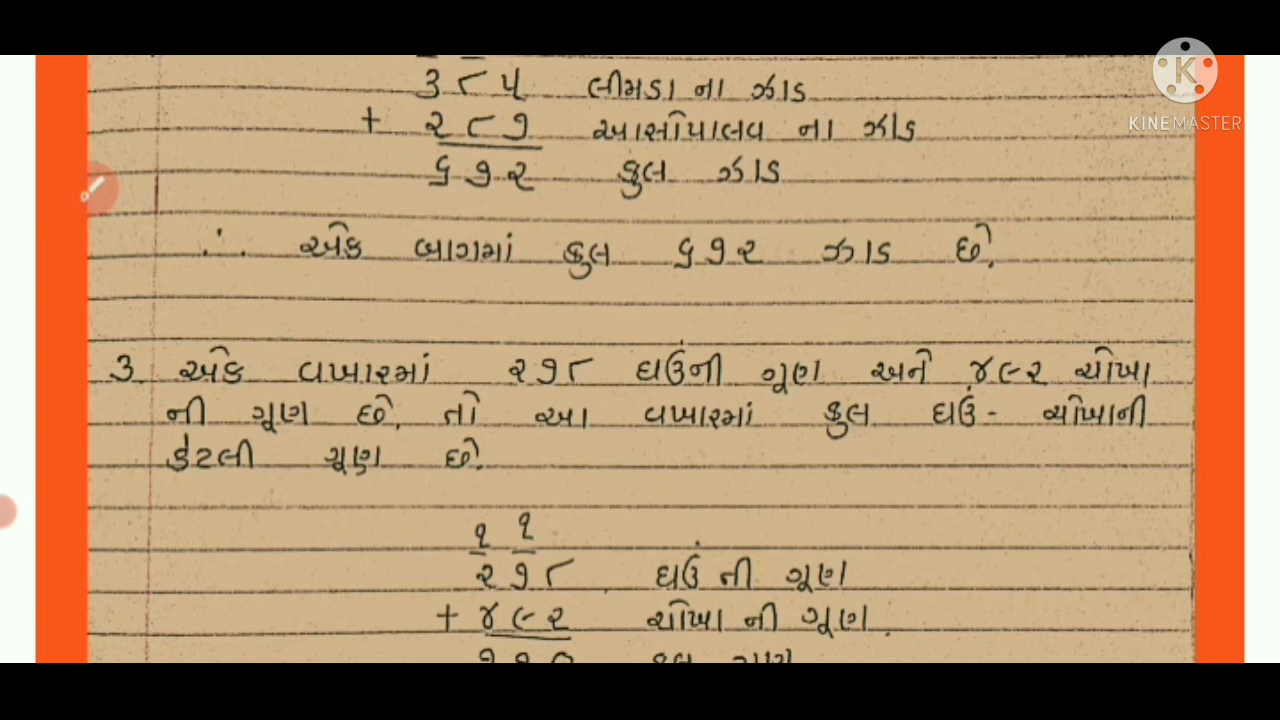 ૩૮૫ લીમડા ના ઝાડ
+ ૨૮૭ આસોપાલવ ના ઝાડ
૬૭૨ કુલ ઝાડ
∴ એક બાગમાં કુલ ૬૭૨ ઝાડ છે.
૩. એક વખારમાં ૨૭૮ ઘઉંની ગૂણ અને ૪૯૨ ચોખા
ની ગૂણ છે. તો આ વખારમાં કુલ ઘઉં - ચોખાની
કેટલી ગૂણ છે.
૧ ૧
૨૭૮ ઘઉં ની ગૂણ
+ ૪૯૨ ચોખા ની ગૂણ.
૭૭૦ કુલ ગૂણ
KINEMASTER